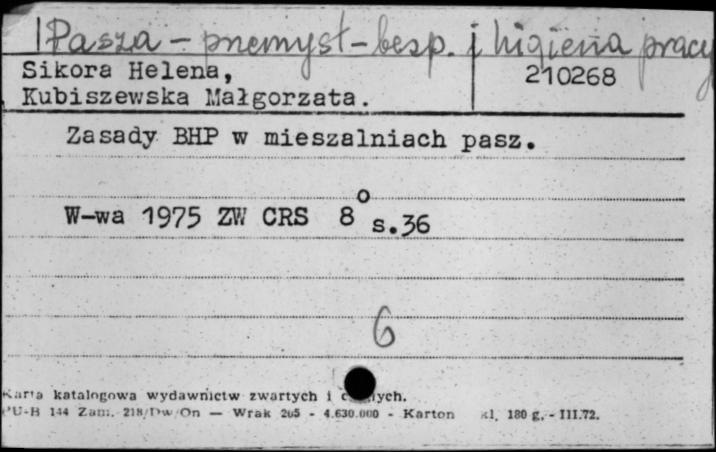 Pasza - przemysł - bezp. i higiena pracy
Sikora Helena,
210268
Kubiszewska Małgorzata.
Zasady BHP w mieszalniach pasz.
W-wa 1975 ZW CRS 8° s.36
6
Karta katalogowa wydawnictw zwartych i
PU-B 144 Zam. 218/Dw/On — Wrak 265 - 4.630.000 - Karton kl. 180 g. - III.72.